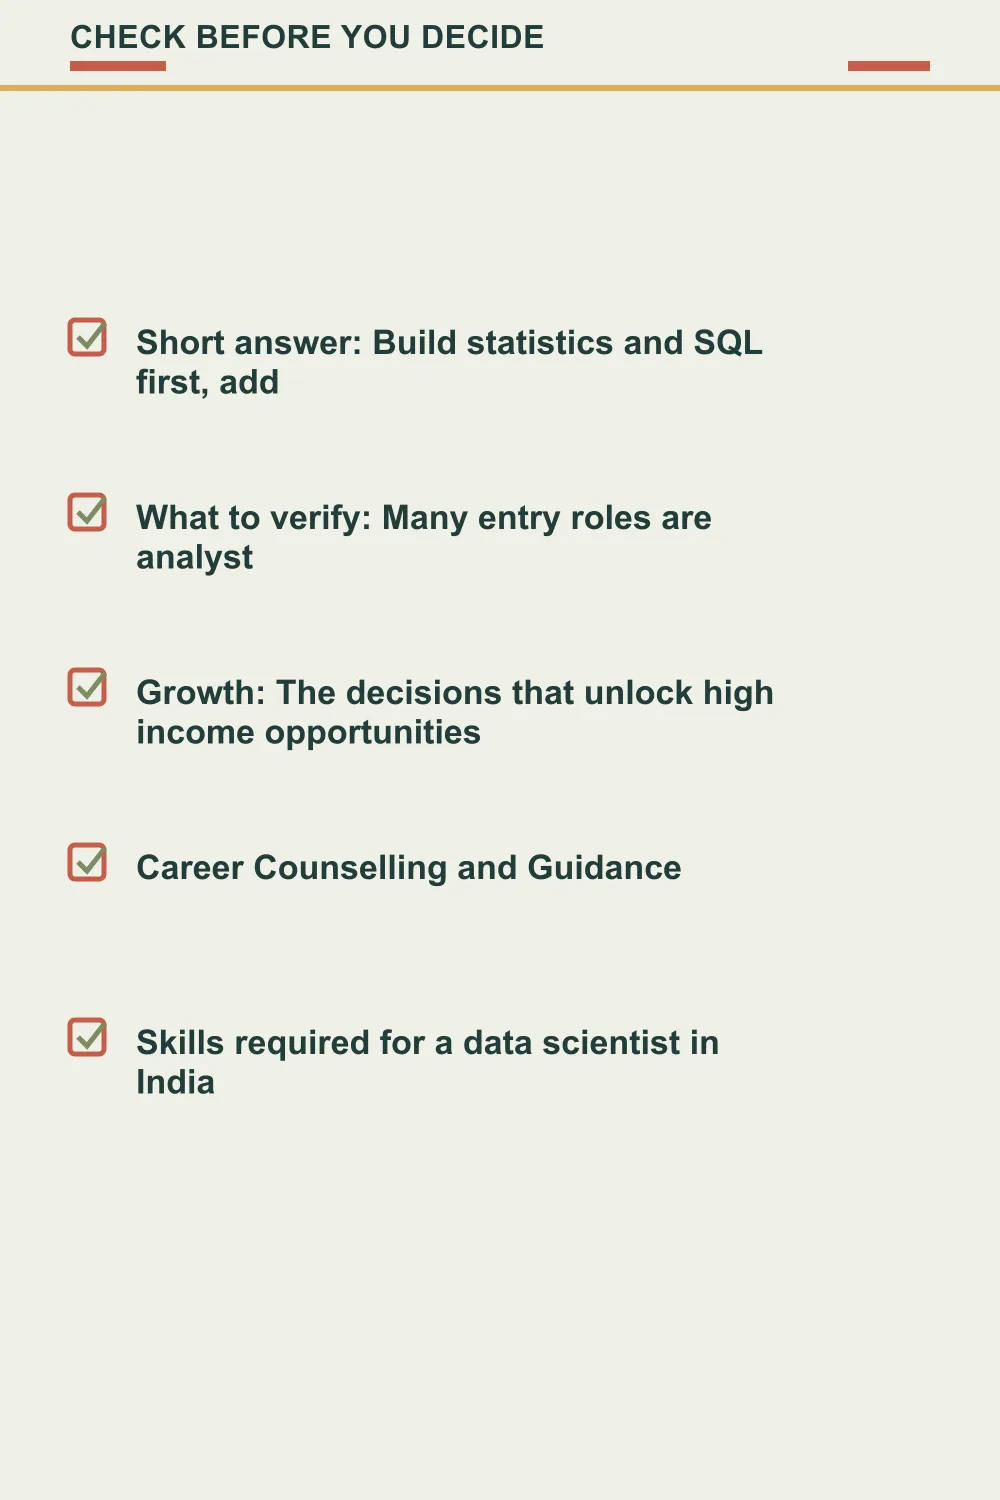 CHECK BEFORE YOU DECIDE
Short answer: Build statistics and SQL
first, add
What to verify: Many entry roles are
analyst
Growth: The decisions that unlock high
income opportunities
Career Counselling and Guidance
Skills required for a data scientist in
India